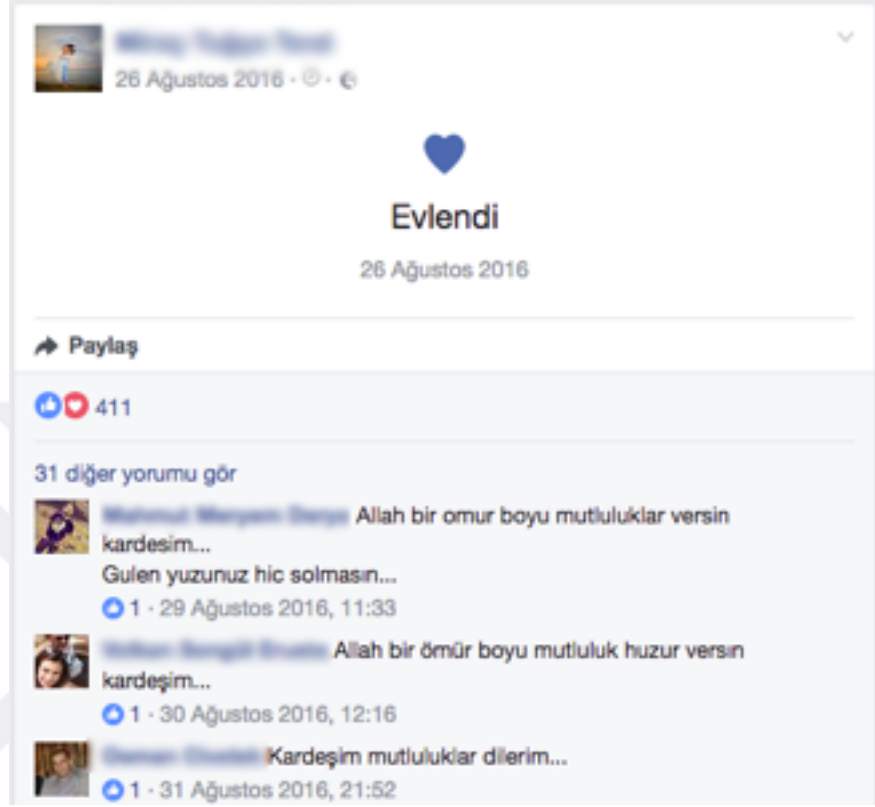 26 Ağustos 2016
Evlendi
26 Ağustos 2016
Paylaş
411
31 diğer yorumu gör
Allah bir omur boyu mutluluklar versin
kardesim...
Gulen yuzunuz hic solmasın...
1 · 29 Ağustos 2016, 11:33
Allah bir ömür boyu mutluluk huzur versın
kardeşim...
1 · 30 Ağustos 2016, 12:16
Kardeşim mutluluklar dilerim...
1 · 31 Ağustos 2016, 21:52